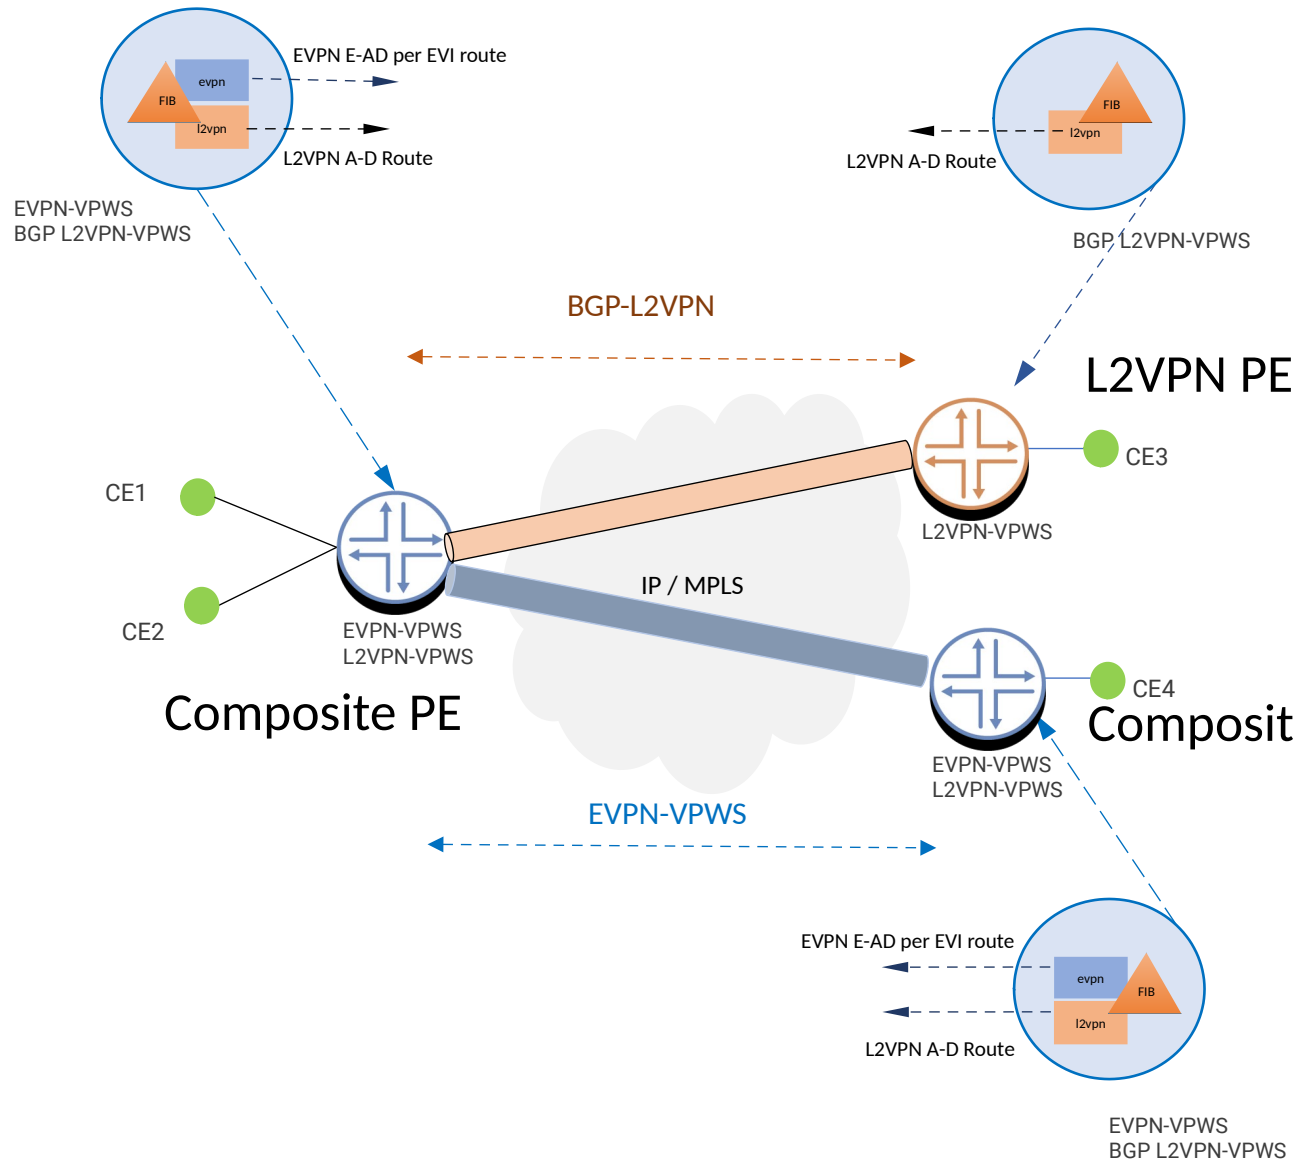 EVPN E-AD per EVI route
evpn
FIB
l2vpn
L2VPN A-D Route
EVPN-VPWS
BGP L2VPN-VPWS
FIB
l2vpn
L2VPN A-D Route
BGP L2VPN-VPWS
BGP-L2VPN
L2VPN PE
CE3
L2VPN-VPWS
CE1
CE2
IP / MPLS
EVPN-VPWS
L2VPN-VPWS
Composite PE
CE4
Composit
EVPN-VPWS
L2VPN-VPWS
EVPN-VPWS
EVPN E-AD per EVI route
evpn
FIB
l2vpn
L2VPN A-D Route
EVPN-VPWS
BGP L2VPN-VPWS